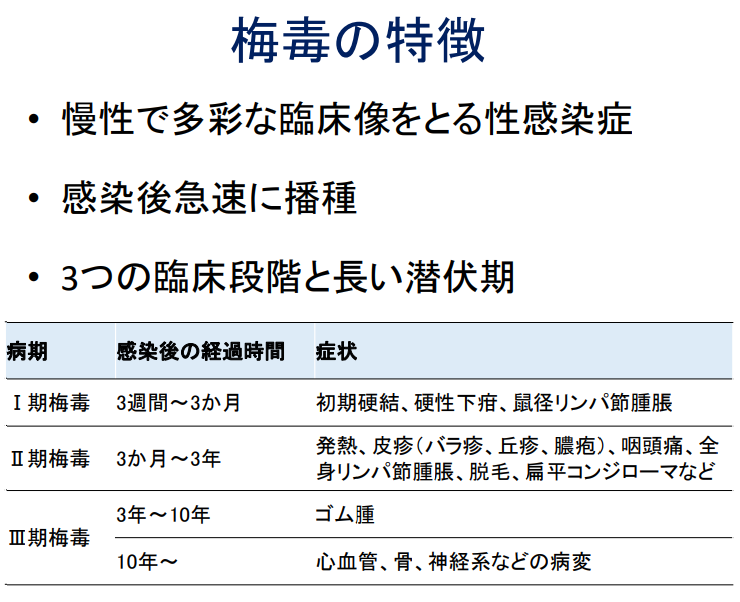 梅毒の特徴
• 慢性で多彩な臨床像をとる性感染症
• 感染後急速に播種
• 3つの臨床段階と長い潜伏期
病期 感染後の経過時間 症状
Ⅰ期梅毒 3週間～3か月 初期硬結、硬性下疳、鼠径リンパ節腫脹
Ⅱ期梅毒 3か月～3年 発熱、皮疹（バラ疹、丘疹、膿疱）、咽頭痛、全
身リンパ節腫脹、脱毛、扁平コンジローマなど
Ⅲ期梅毒 3年～10年 ゴム腫
10年～ 心血管、骨、神経系などの病変